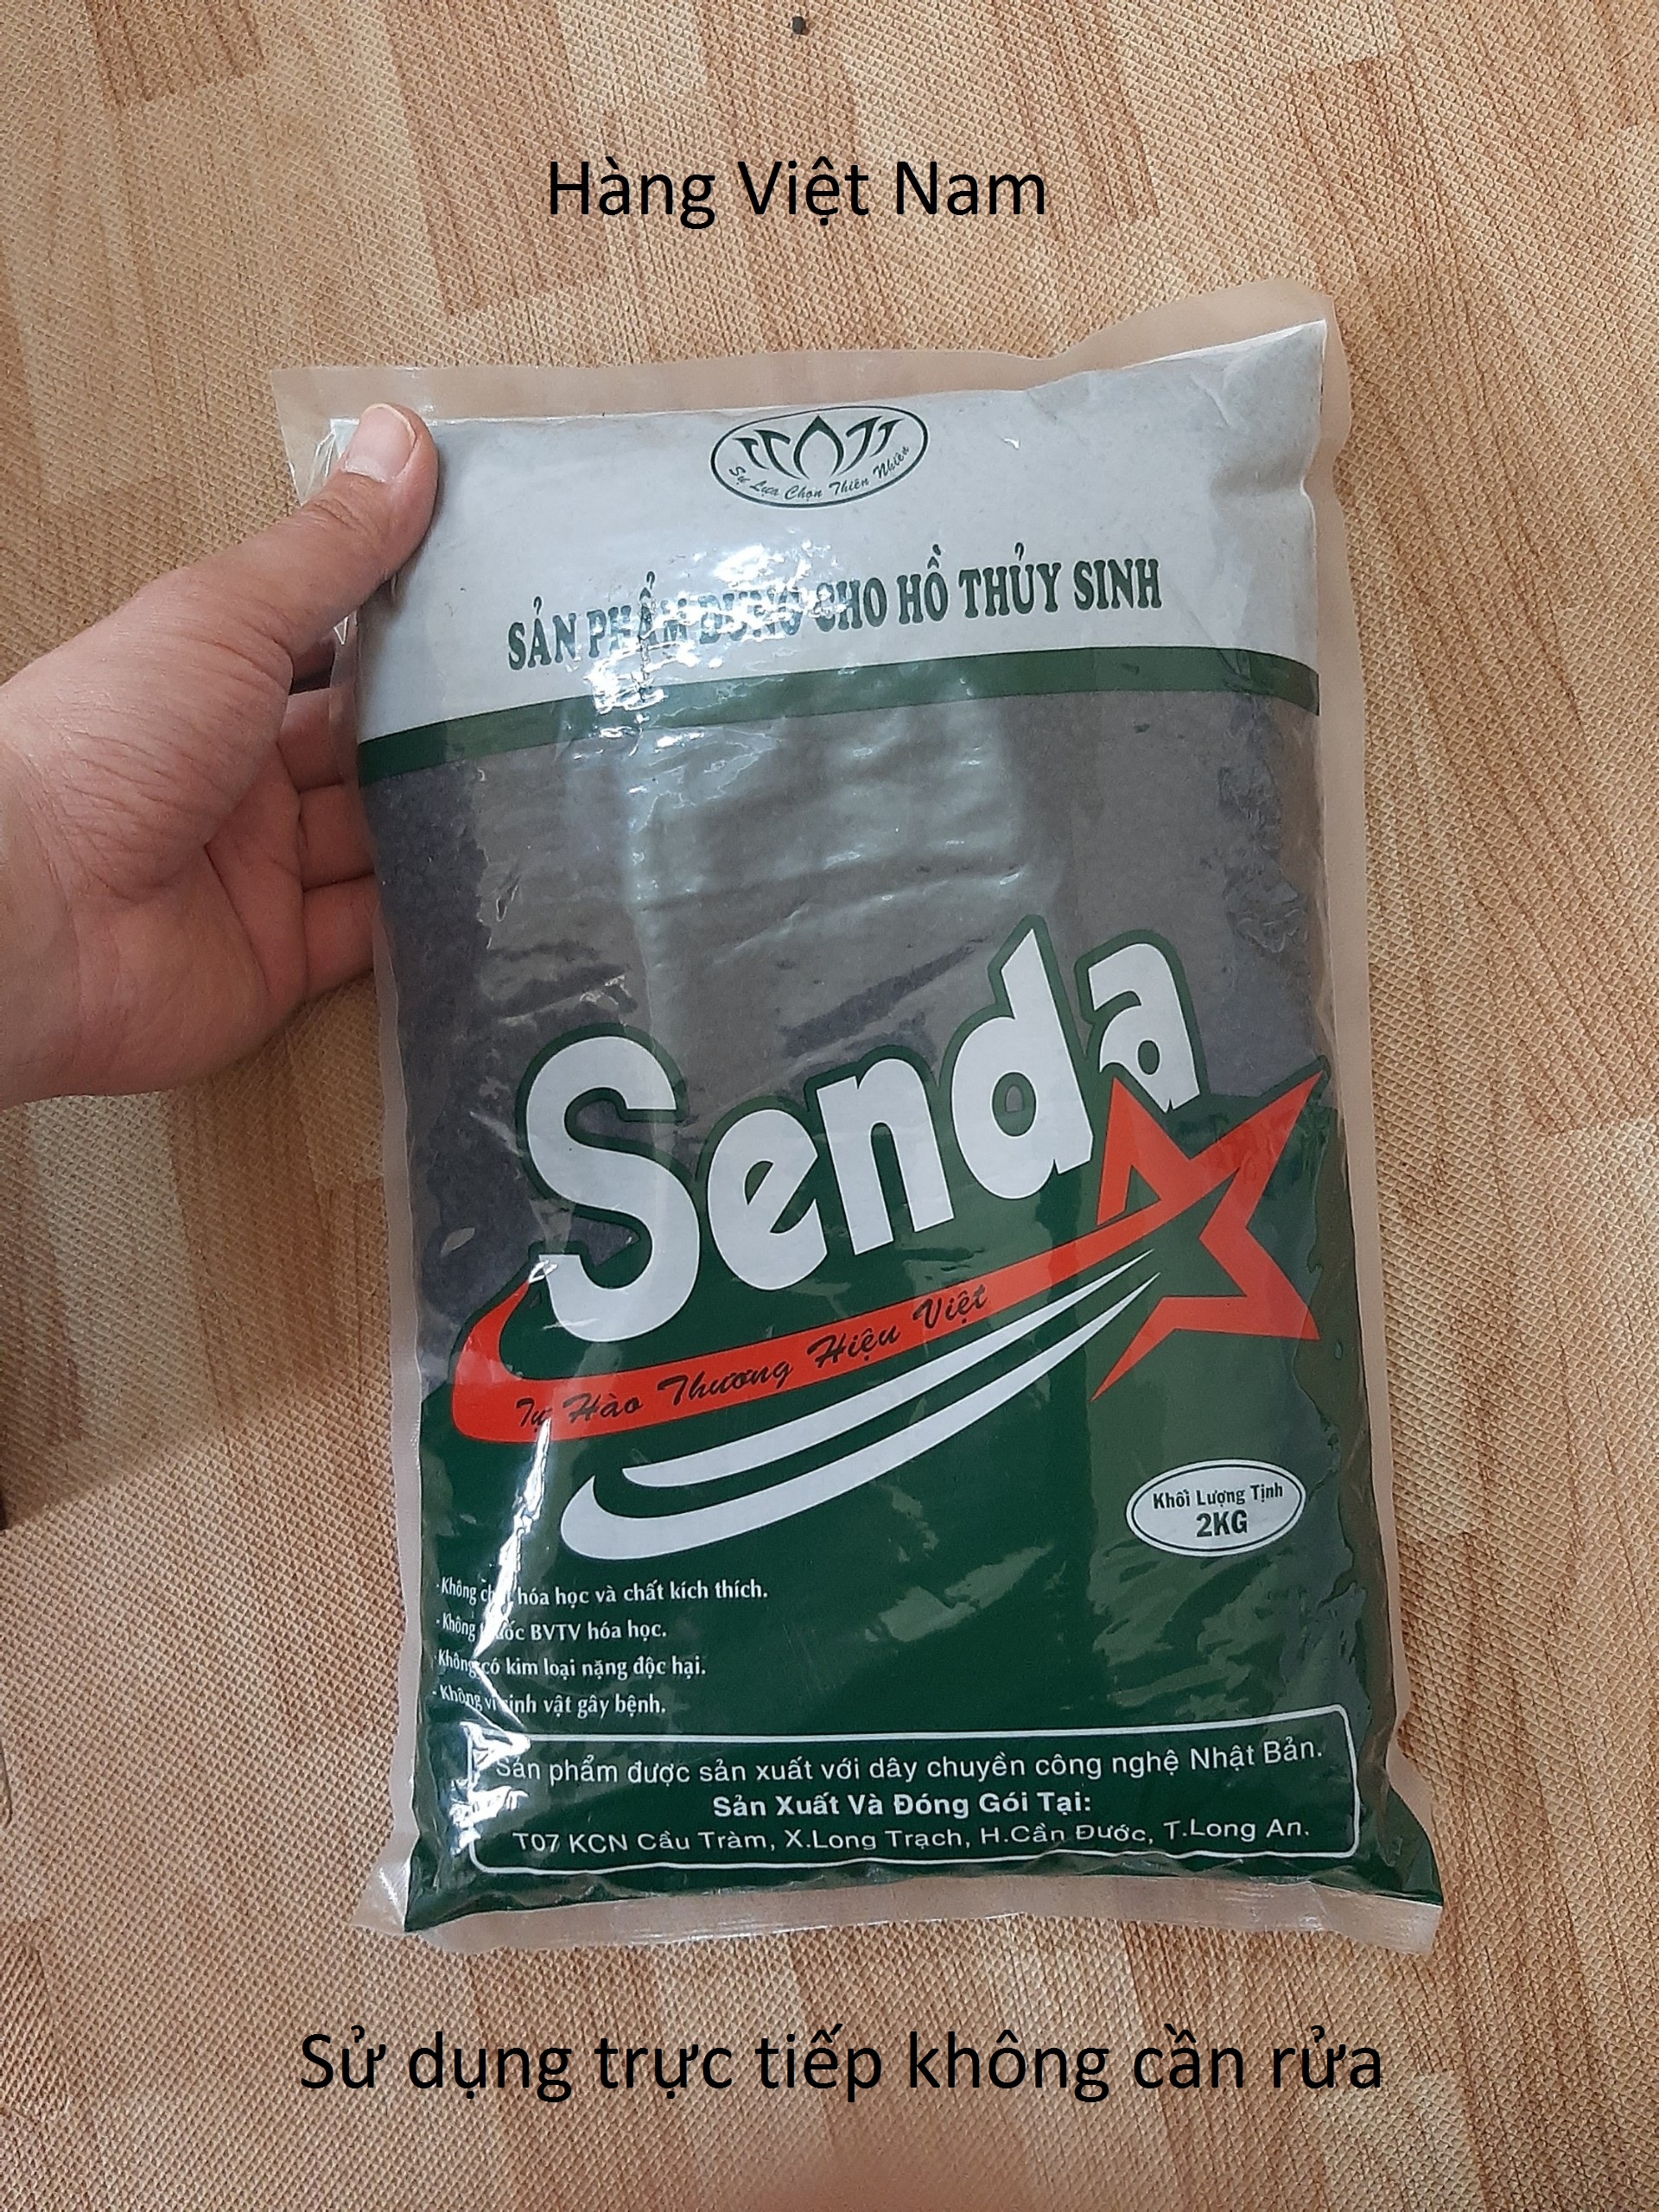 Hàng Việt Nam
Sự Lựa Chọn Thiên Nhiên
SẢN PHẨM DÙNG CHO HỒ THỦY SINH
Senda
Tự Hào Thương Hiệu Việt
Khối Lượng Tịnh
2KG
- Không chất hóa học và chất kích thích.
- Không thuốc BVTV hóa học.
- Không có kim loại nặng độc hại.
- Không vi sinh vật gây bệnh.
Sản phẩm được sản xuất với dây chuyền công nghệ Nhật Bản.
Sản Xuất Và Đóng Gói Tại:
T07 KCN Cầu Tràm, X.Long Trạch, H.Cần Đước, T.Long An.
Sử dụng trực tiếp không cần rửa